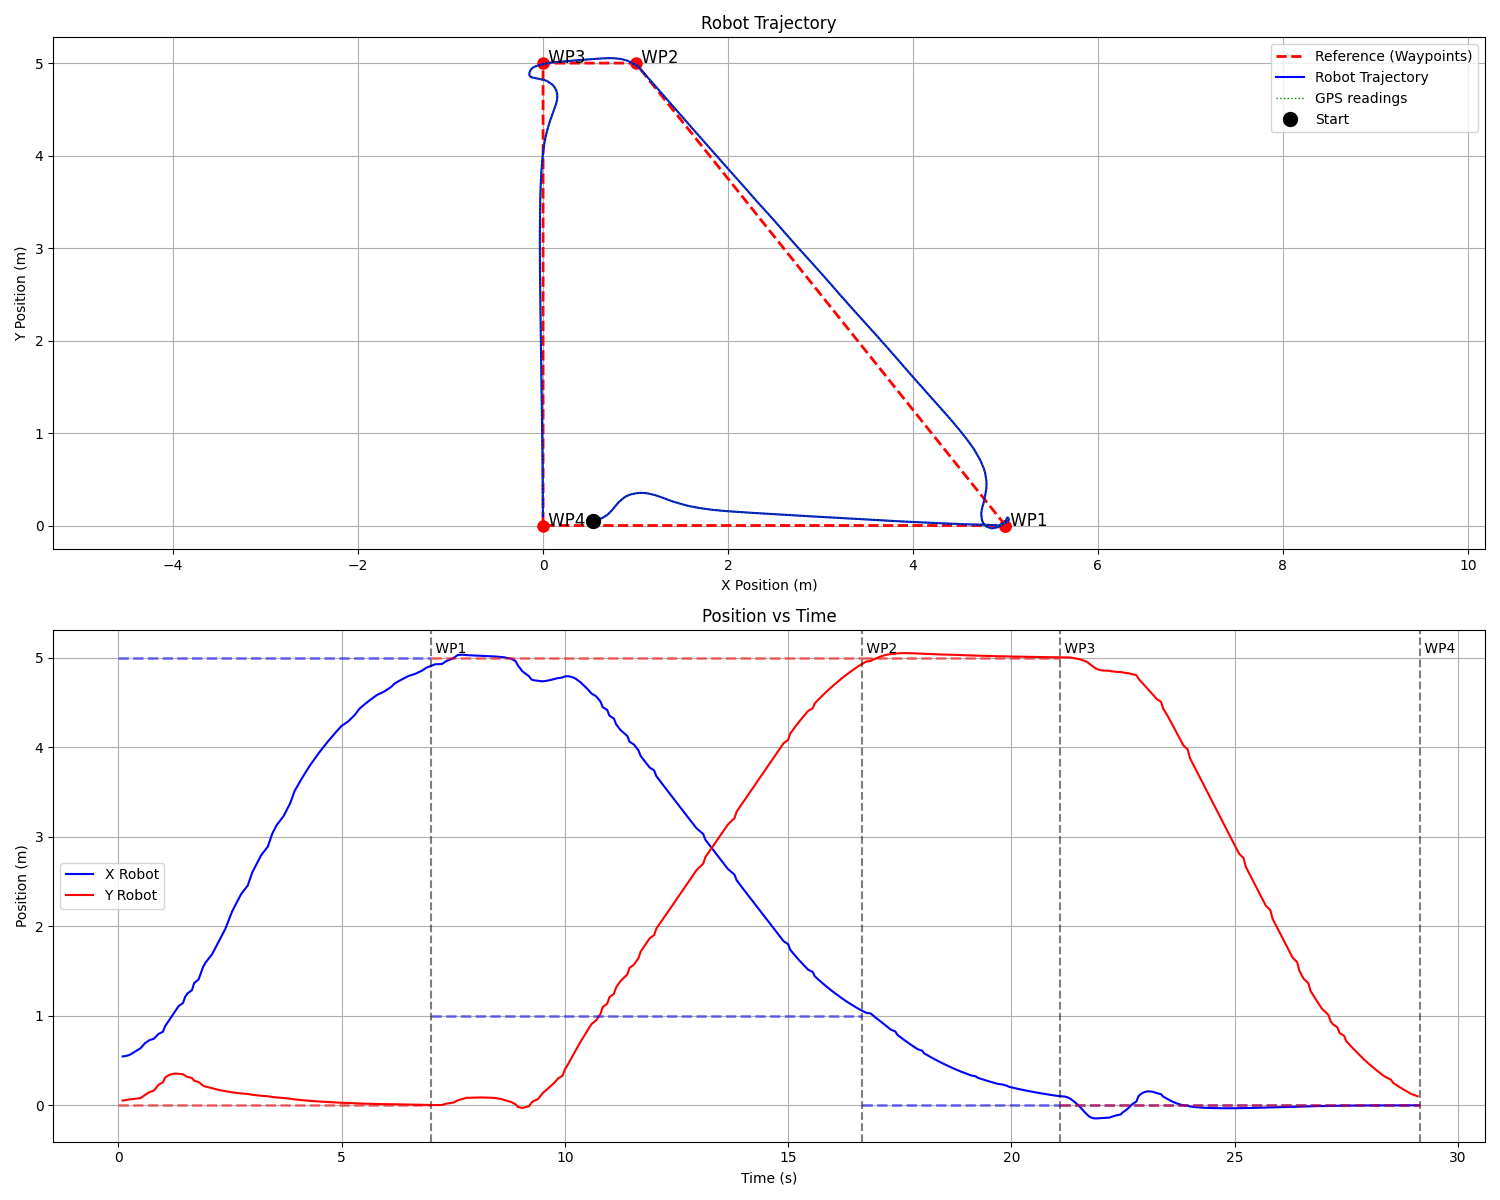 Robot Trajectory
Reference (Waypoints)
Robot Trajectory
GPS readings
Start
WP3
WP2
WP4
WP1
5
4
3
2
1
0
Y Position (m)
−4
−2
0
2
4
6
8
10
X Position (m)
Position vs Time
WP1
WP2
WP3
WP4
X Robot
Y Robot
5
4
3
2
1
0
Position (m)
0
5
10
15
20
25
30
Time (s)